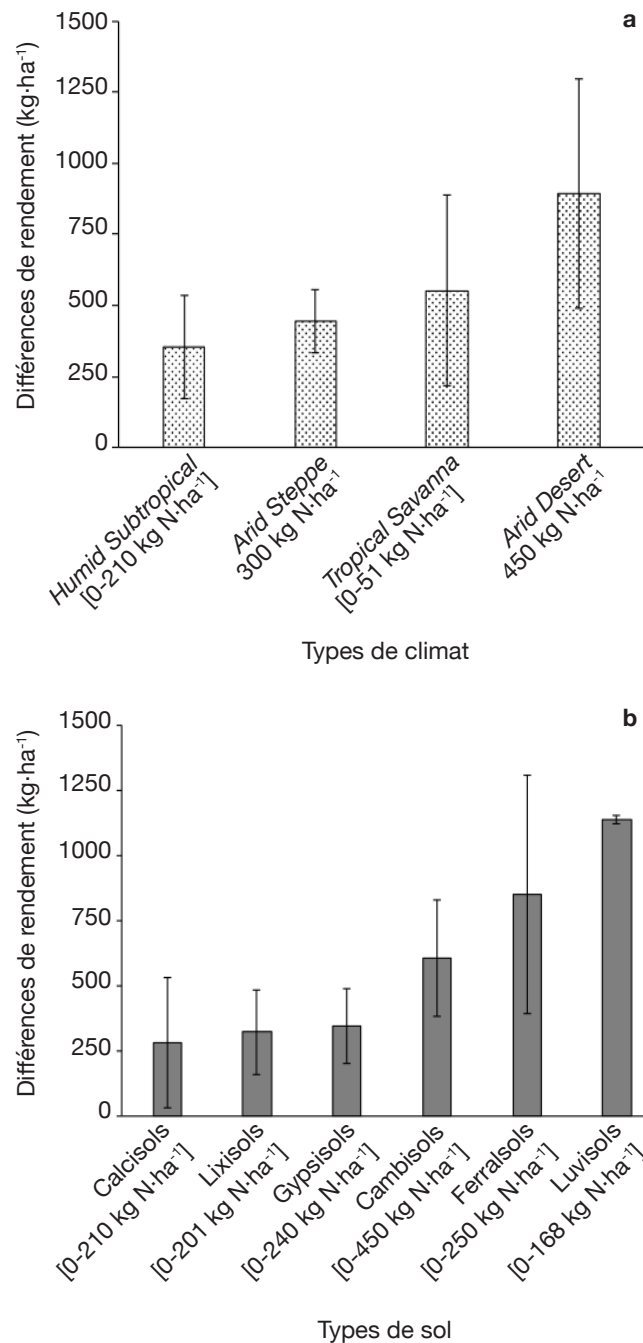 a
Différences de rendement (kg·ha⁻¹)
1500
1250
1000
750
500
250
0
Humid Subtropical
[0-210 kg N·ha⁻¹]
Arid Steppe
300 kg N·ha⁻¹
Tropical Savanna
[0-51 kg N·ha⁻¹]
Arid Desert
450 kg N·ha⁻¹
Types de climat
b
Différences de rendement (kg·ha⁻¹)
1500
1250
1000
750
500
250
0
Calcisols
[0-210 kg N·ha⁻¹]
Lixisols
[0-201 kg N·ha⁻¹]
Gypsisols
[0-240 kg N·ha⁻¹]
Cambisols
[0-450 kg N·ha⁻¹]
Ferralsols
[0-250 kg N·ha⁻¹]
Luvisols
[0-168 kg N·ha⁻¹]
Types de sol